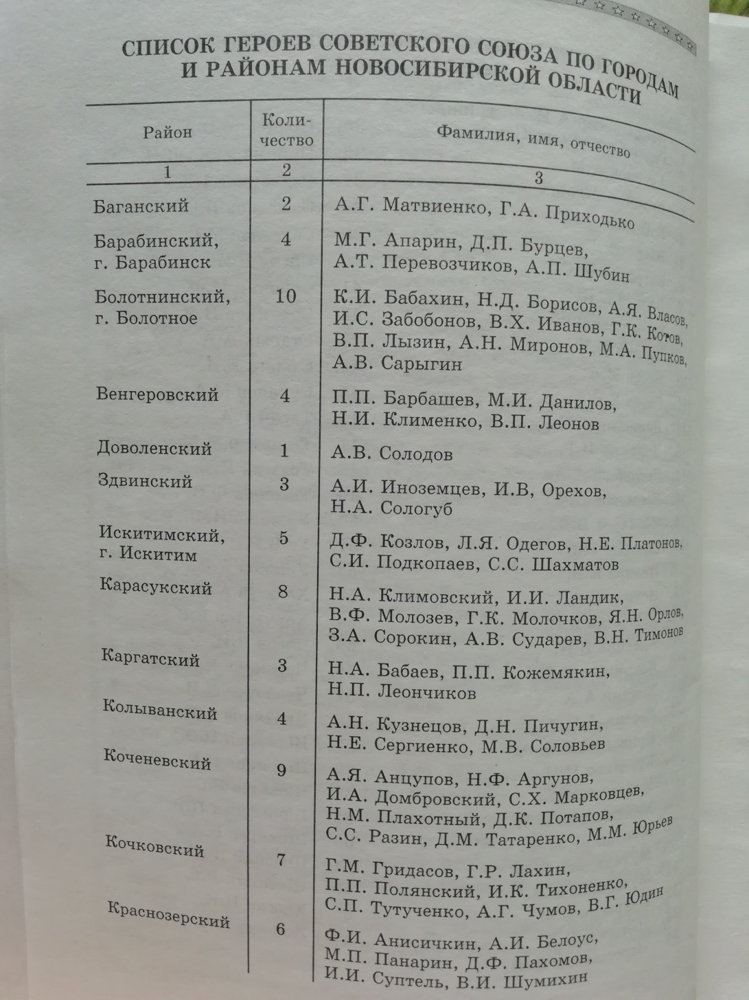 СПИСОК ГЕРОЕВ СОВЕТСКОГО СОЮЗА ПО ГОРОДАМ
И РАЙОНАМ НОВОСИБИРСКОЙ ОБЛАСТИ
Район
Коли-
чество
Фамилия, имя, отчество
1 2 3
Баганский 2 А.Г. Матвиенко, Г.А. Приходько
Барабинский, 4 М.Г. Апарин, Д.П. Бурцев,
г. Барабинск А.Т. Перевозчиков, А.П. Шубин
Болотнинский, 10 К.И. Бабахин, Н.Д. Борисов, А.Я. Власов,
г. Болотное И.С. Забобонов, В.Х. Иванов, Г.К. Котов,
В.П. Лызин, А.Н. Миронов, М.А. Пупков,
А.В. Сарыгин
Венгеровский 4 П.П. Барбашев, М.И. Данилов,
Н.И. Клименко, В.П. Леонов
Доволенский 1 А.В. Солодов
Здвинский 3 А.И. Иноземцев, И.В, Орехов,
Н.А. Сологуб
Искитимский, 5 Д.Ф. Козлов, Л.Я. Одегов, Н.Е. Платонов,
г. Искитим С.И. Подкопаев, С.С. Шахматов
Карасукский 8 Н.А. Климовский, И.И. Ландик,
В.Ф. Молозев, Г.К. Молочков, Я.Н. Орлов,
З.А. Сорокин, А.В. Сударев, В.Н. Тимонов
Каргатский 3 Н.А. Бабаев, П.П. Кожемякин,
Н.П. Леончиков
Колыванский 4 А.Н. Кузнецов, Д.Н. Пичугин,
Н.Е. Сергиенко, М.В. Соловьев
Коченевский 9 А.Я. Анцупов, Н.Ф. Аргунов,
И.А. Домбровский, С.Х. Марковцев,
Н.М. Плахотный, Д.К. Потапов,
С.С. Разин, Д.М. Татаренко, М.М. Юрьев
Кочковский 7 Г.М. Гридасов, Г.Р. Лахин,
П.П. Полянский, И.К. Тихоненко,
С.П. Тутученко, А.Г. Чумов, В.Г. Юдин
Краснозерский 6 Ф.И. Анисичкин, А.И. Белоус,
М.П. Панарин, Д.Ф. Пахомов,
И.И. Суптель, В.И. Шумихин